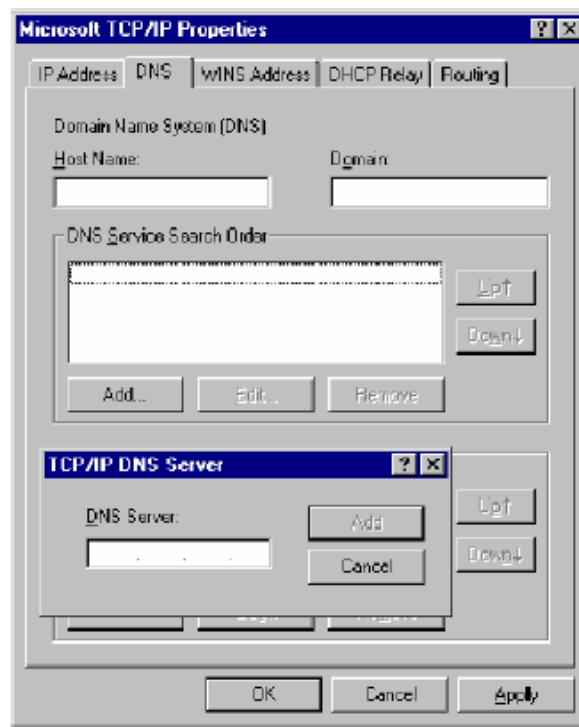 Microsoft TCP/IP Properties
IP Address DNS WINS Address DHCP Relay Routing
Domain Name System (DNS)
Host Name: Domain:
DNS Service Search Order
Up↑
Down↓
Add... Edit... Remove
TCP/IP DNS Server
DNS Server:
. . .
Add
Cancel
Up↑
Down↓
OK Cancel Apply